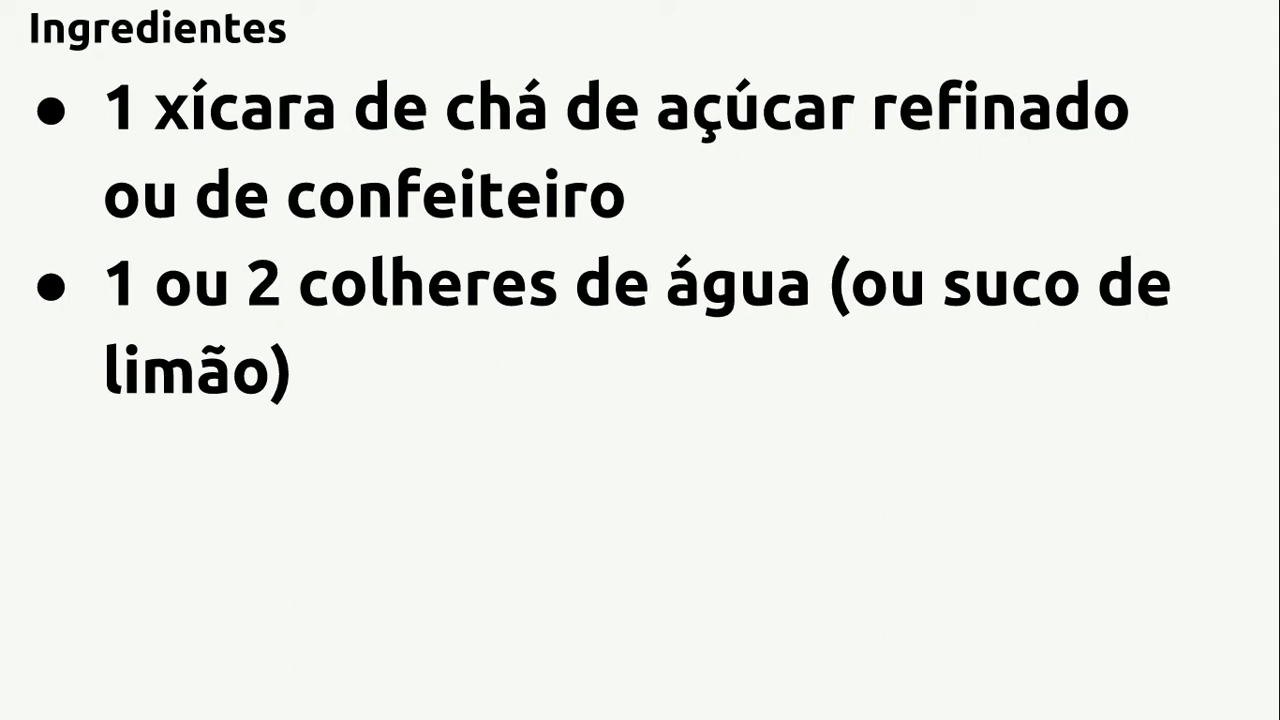 Ingredientes
● 1 xícara de chá de açúcar refinado
ou de confeiteiro
● 1 ou 2 colheres de água (ou suco de
limão)